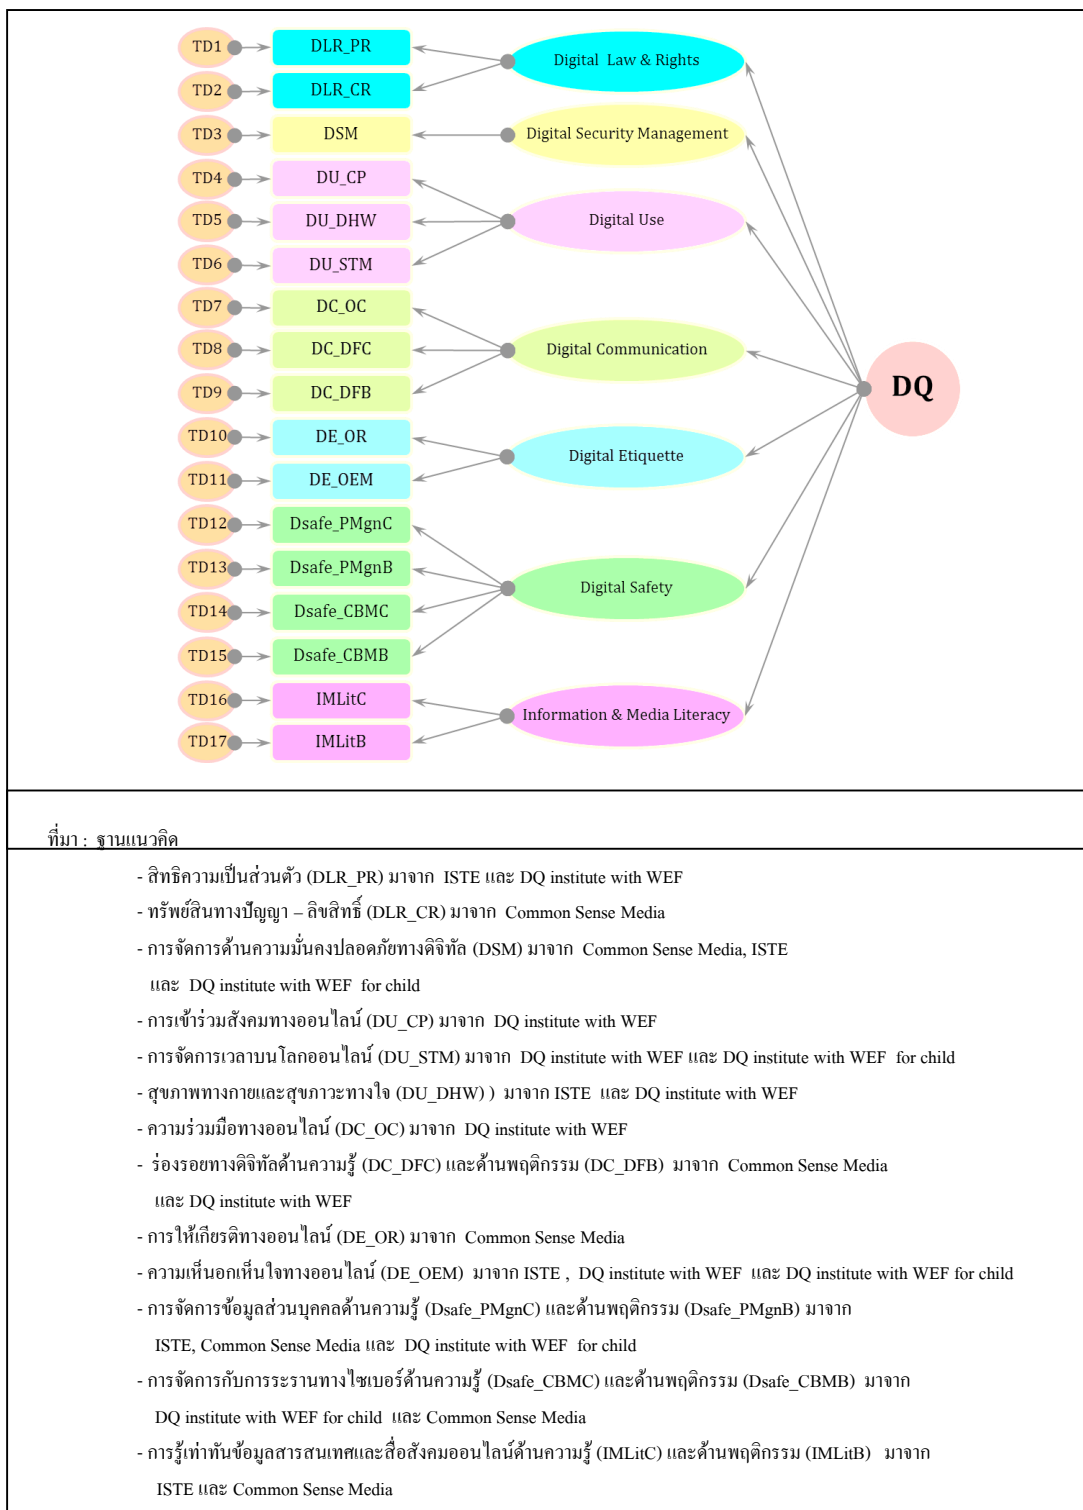 TD1 DLR_PR
Digital Law & Rights
TD2 DLR_CR
TD3 DSM Digital Security Management
TD4 DU_CP
TD5 DU_DHW Digital Use
TD6 DU_STM
TD7 DC_OC
TD8 DC_DFC Digital Communication
TD9 DC_DFB
DQ
TD10 DE_OR
Digital Etiquette
TD11 DE_OEM
TD12 Dsafe_PMgnC
TD13 Dsafe_PMgnB
Digital Safety
TD14 Dsafe_CBMC
TD15 Dsafe_CBMB
TD16 IMLitC
Information & Media Literacy
TD17 IMLitB
ที่มา : ฐานแนวคิด
- สิทธิความเป็นส่วนตัว (DLR_PR) มาจาก ISTE และ DQ institute with WEF
- ทรัพย์สินทางปัญญา – ลิขสิทธิ์ (DLR_CR) มาจาก Common Sense Media
- การจัดการด้านความมั่นคงปลอดภัยทางดิจิทัล (DSM) มาจาก Common Sense Media, ISTE
และ DQ institute with WEF for child
- การเข้าร่วมสังคมทางออนไลน์ (DU_CP) มาจาก DQ institute with WEF
- การจัดการเวลาบนโลกออนไลน์ (DU_STM) มาจาก DQ institute with WEF และ DQ institute with WEF for child
- สุขภาพทางกายและสุขภาวะทางใจ (DU_DHW) ) มาจาก ISTE และ DQ institute with WEF
- ความร่วมมือทางออนไลน์ (DC_OC) มาจาก DQ institute with WEF
- ร่องรอยทางดิจิทัลด้านความรู้ (DC_DFC) และด้านพฤติกรรม (DC_DFB) มาจาก Common Sense Media
และ DQ institute with WEF
- การให้เกียรติทางออนไลน์ (DE_OR) มาจาก Common Sense Media
- ความเห็นอกเห็นใจทางออนไลน์ (DE_OEM) มาจาก ISTE , DQ institute with WEF และ DQ institute with WEF for child
- การจัดการข้อมูลส่วนบุคคลด้านความรู้ (Dsafe_PMgnC) และด้านพฤติกรรม (Dsafe_PMgnB) มาจาก
ISTE, Common Sense Media และ DQ institute with WEF for child
- การจัดการกับการระรานทางไซเบอร์ด้านความรู้ (Dsafe_CBMC) และด้านพฤติกรรม (Dsafe_CBMB) มาจาก
DQ institute with WEF for child และ Common Sense Media
- การรู้เท่าทันข้อมูลสารสนเทศและสื่อสังคมออนไลน์ด้านความรู้ (IMLitC) และด้านพฤติกรรม (IMLitB) มาจาก
ISTE และ Common Sense Media